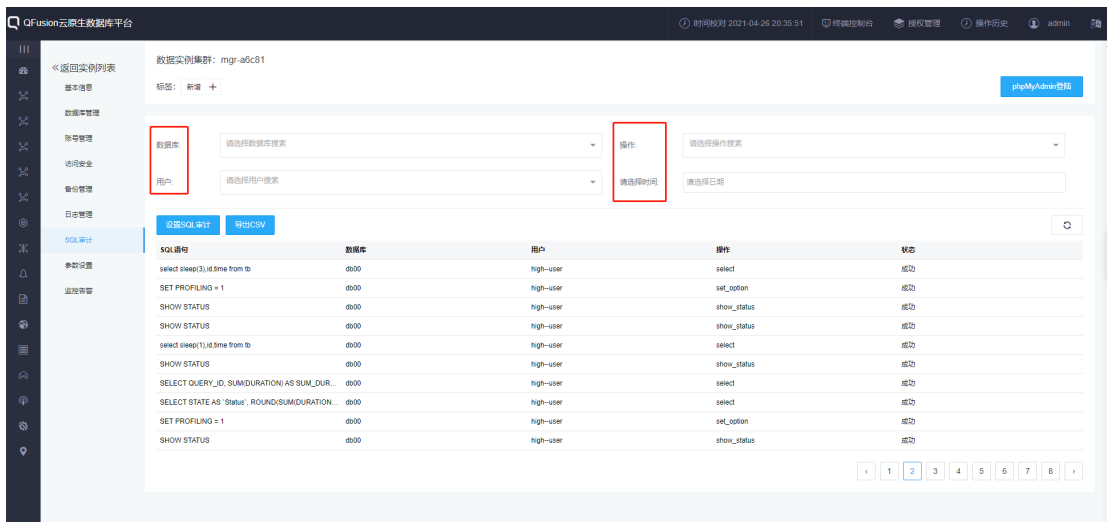 QFusion云原生数据库平台
时间校对 2021-04-26 20:35:51 终端控制台 授权管理 操作历史 admin
≪返回实例列表
基本信息
数据库管理
账号管理
访问安全
备份管理
日志管理
SQL审计
参数设置
监控告警
数据实例集群：mgr-a6c81
标签： 新增 +
phpMyAdmin登陆
数据库: 请选择数据库搜素 操作: 请选择操作搜素
用户: 请选择用户搜素 请选择时间: 请选择日期
设置SQL审计 导出CSV
SQL语句 数据库 用户 操作 状态
select sleep(3),id,time from tb db00 high--user select 成功
SET PROFILING = 1 db00 high--user set_option 成功
SHOW STATUS db00 high--user show_status 成功
SHOW STATUS db00 high--user show_status 成功
select sleep(1),id,time from tb db00 high--user select 成功
SHOW STATUS db00 high--user show_status 成功
SELECT QUERY_ID, SUM(DURATION) AS SUM_DUR... db00 high--user select 成功
SELECT STATE AS `Status`, ROUND(SUM(DURATION... db00 high--user select 成功
SET PROFILING = 1 db00 high--user set_option 成功
SHOW STATUS db00 high--user show_status 成功
‹ 1 2 3 4 5 6 7 8 ›